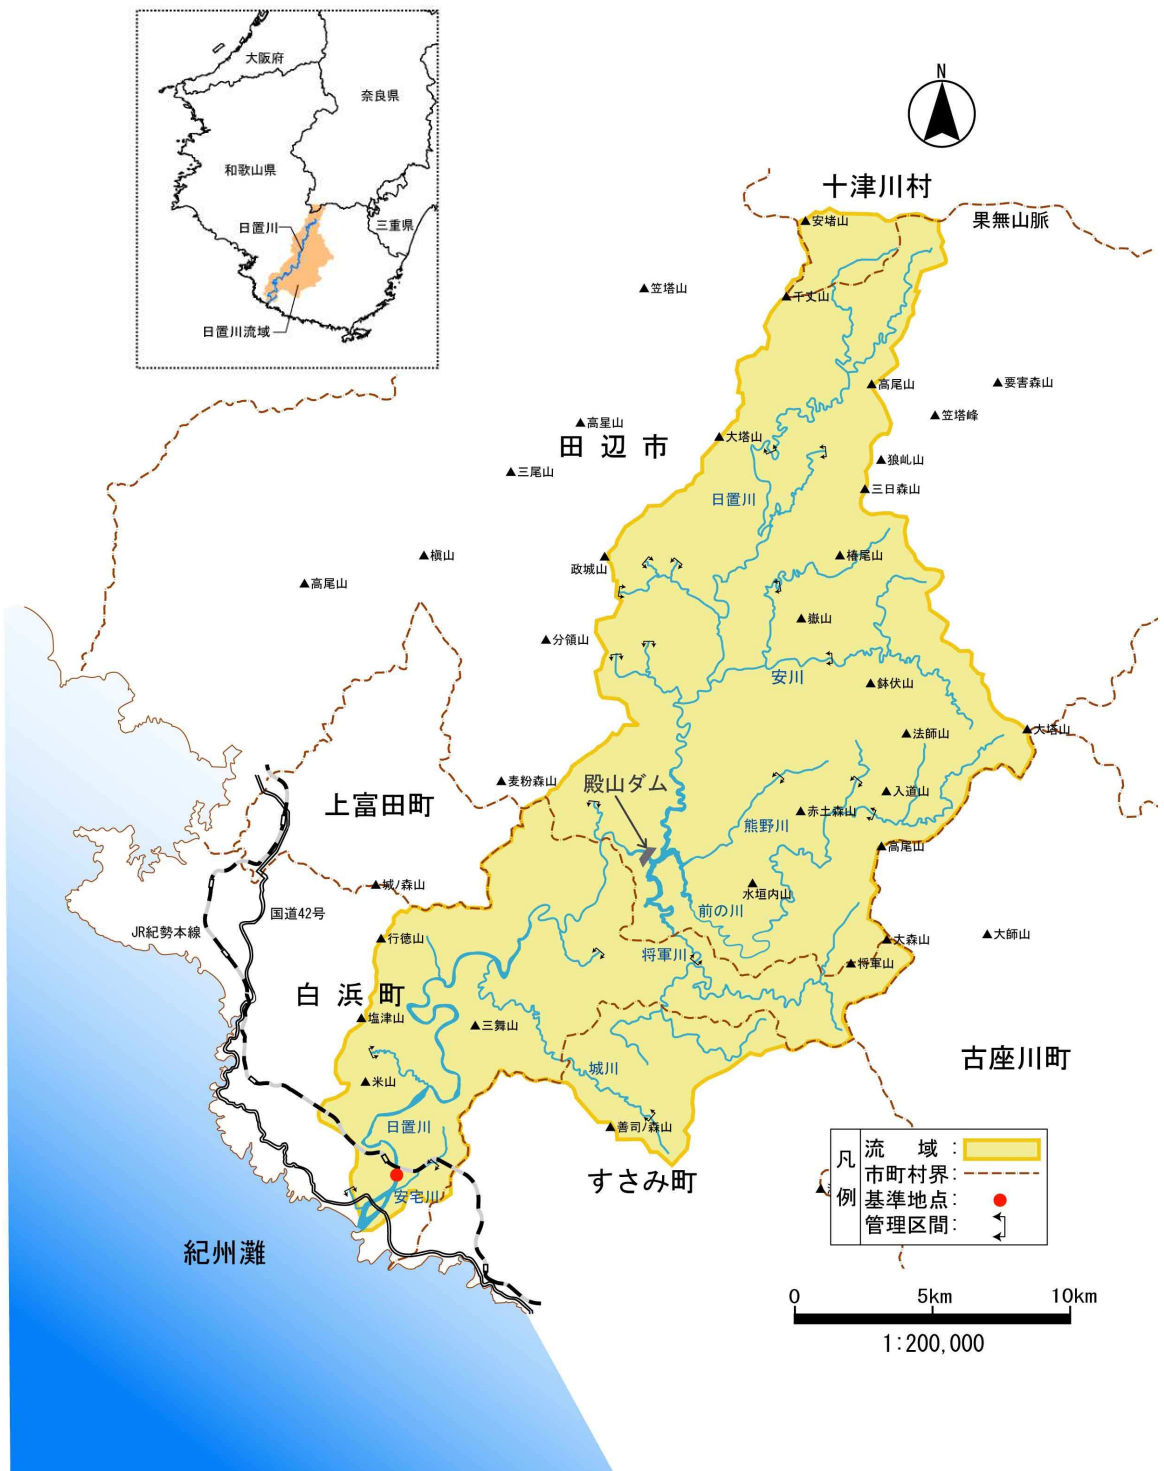 大阪府
奈良県
和歌山県
日置川
三重県
日置川流域
N
十津川村
果無山脈
安堵山
笠塔山
千丈山
高尾山
要害森山
笠塔峰
高星山
田辺市
大塔山
三尾山
狼乢山
三日森山
日置川
槇山
政城山
椿尾山
高尾山
嶽山
分領山
安川
鉢伏山
大塔山
法師山
麦粉森山
殿山ダム
入道山
上富田町
赤土森山
熊野川
高尾山
城ノ森山
水垣内山
国道42号
前の川
JR紀勢本線
行徳山
大森山
大師山
将軍川
将軍山
白浜町
塩津山
三舞山
古座川町
城川
米山
日置川
善司ノ森山
すさみ町
安宅川
紀州灘
凡例
流域:
市町村界:
基準地点:
管理区間:
0 5km 10km
1:200,000